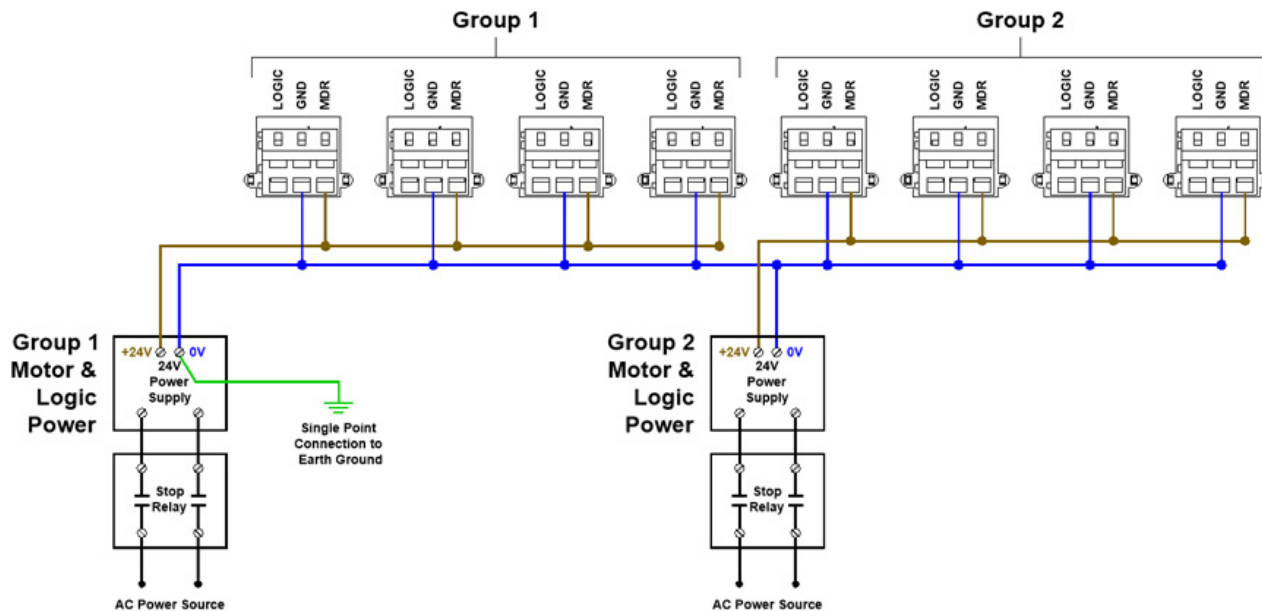 Group 1
Group 2
LOGIC GND MDR
LOGIC GND MDR
LOGIC GND MDR
LOGIC GND MDR
LOGIC GND MDR
LOGIC GND MDR
LOGIC GND MDR
LOGIC GND MDR
Group 1
Motor &
Logic
Power
+24V
0V
24V
Power
Supply
Single Point
Connection to
Earth Ground
Stop
Relay
AC Power Source
Group 2
Motor &
Logic
Power
+24V
0V
24V
Power
Supply
Stop
Relay
AC Power Source